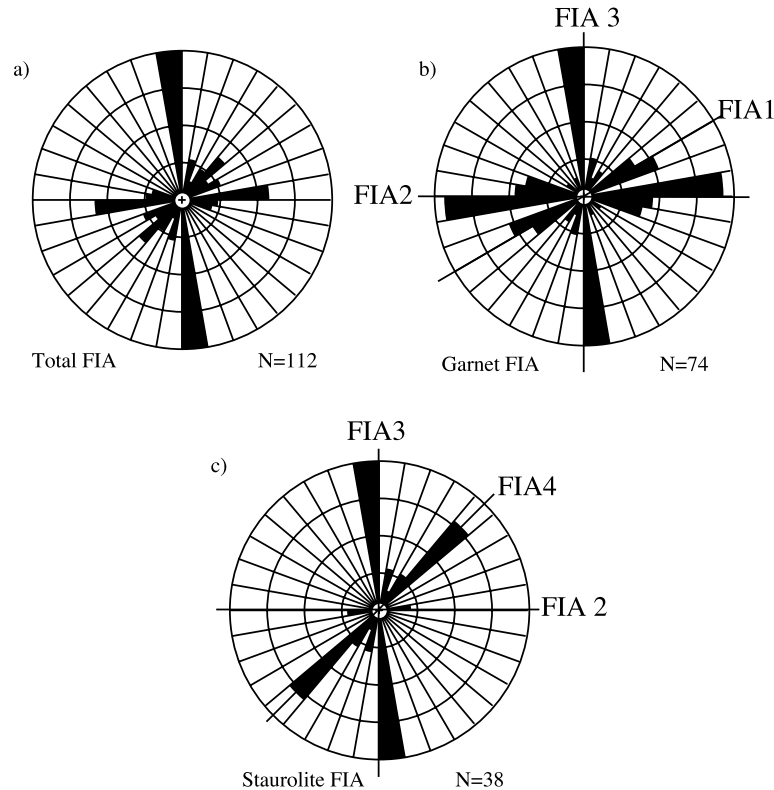 a)
Total FIA
N=112
b)
FIA 3
FIA1
FIA2
Garnet FIA
N=74
c)
FIA3
FIA4
FIA 2
Staurolite FIA
N=38